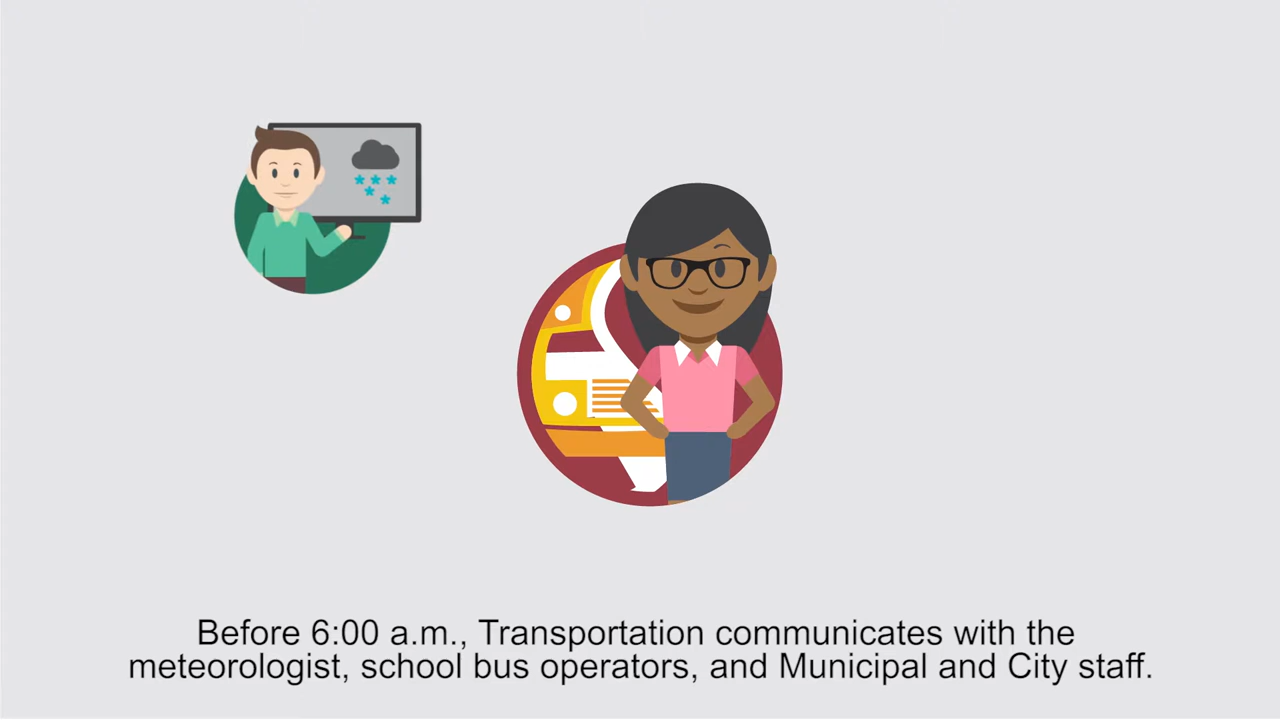 Before 6:00 a.m., Transportation communicates with the
meteorologist, school bus operators, and Municipal and City staff.